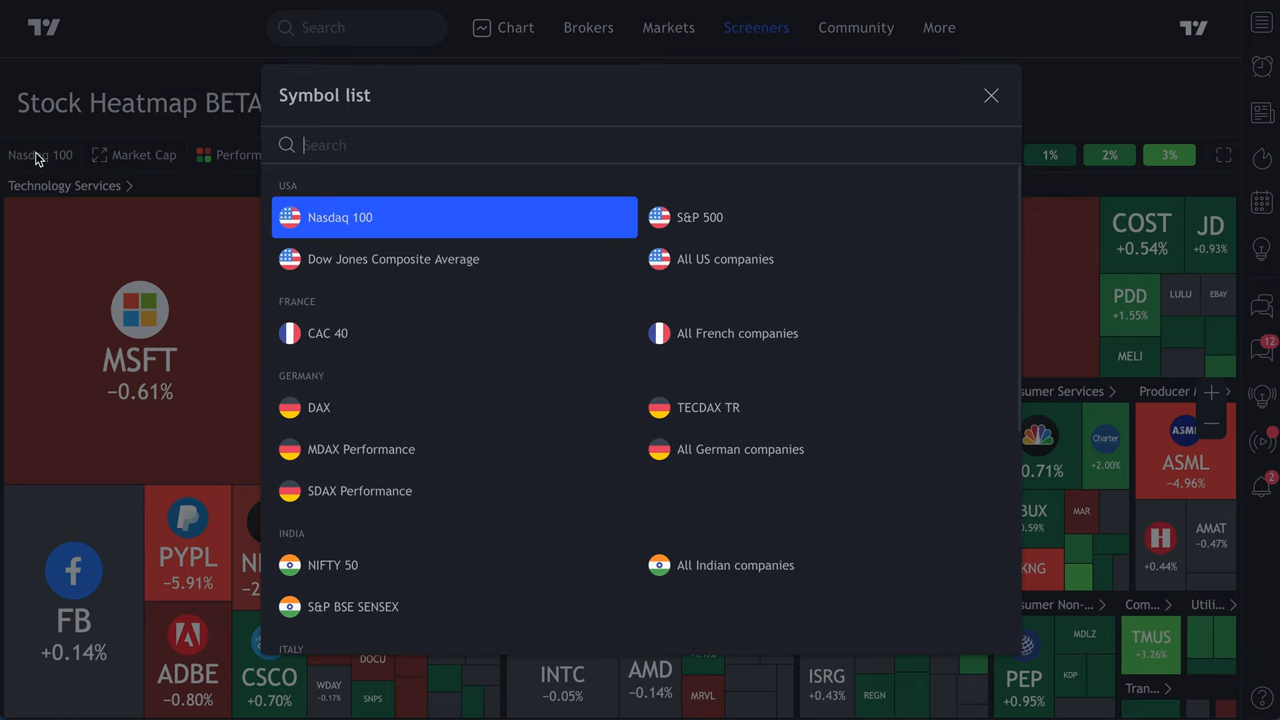 Search
Chart
Brokers
Markets
Screeners
Community
More
Stock Heatmap BETA
Symbol list
Search
Nasdaq 100
Market Cap
Perform
1%
2%
3%
Technology Services
USA
Nasdaq 100
S&P 500
Dow Jones Composite Average
All US companies
FRANCE
CAC 40
All French companies
GERMANY
DAX
TECDAX TR
MDAX Performance
All German companies
SDAX Performance
INDIA
NIFTY 50
All Indian companies
S&P BSE SENSEX
ITALY
MSFT
−0.61%
FB
+0.14%
PYPL
−5.91%
ADBE
−0.80%
CSCO
+0.70%
WDAY
−0.17%
DOCU
SNPS
INTC
−0.05%
AMD
−0.14%
MRVL
ISRG
+0.43%
REGN
COST
+0.54%
JD
+0.93%
PDD
+1.55%
LULU
EBAY
MELI
sumer Services
Producer
0.71%
Charter
+2.00%
ASML
ASML
−4.96%
BUX
0.59%
MAR
KNG
H
+0.44%
AMAT
−0.47%
sumer Non-...
Com...
Utili...
MDLZ
KDP
PEP
+0.95%
TMUS
+3.26%
Tran...
12
2